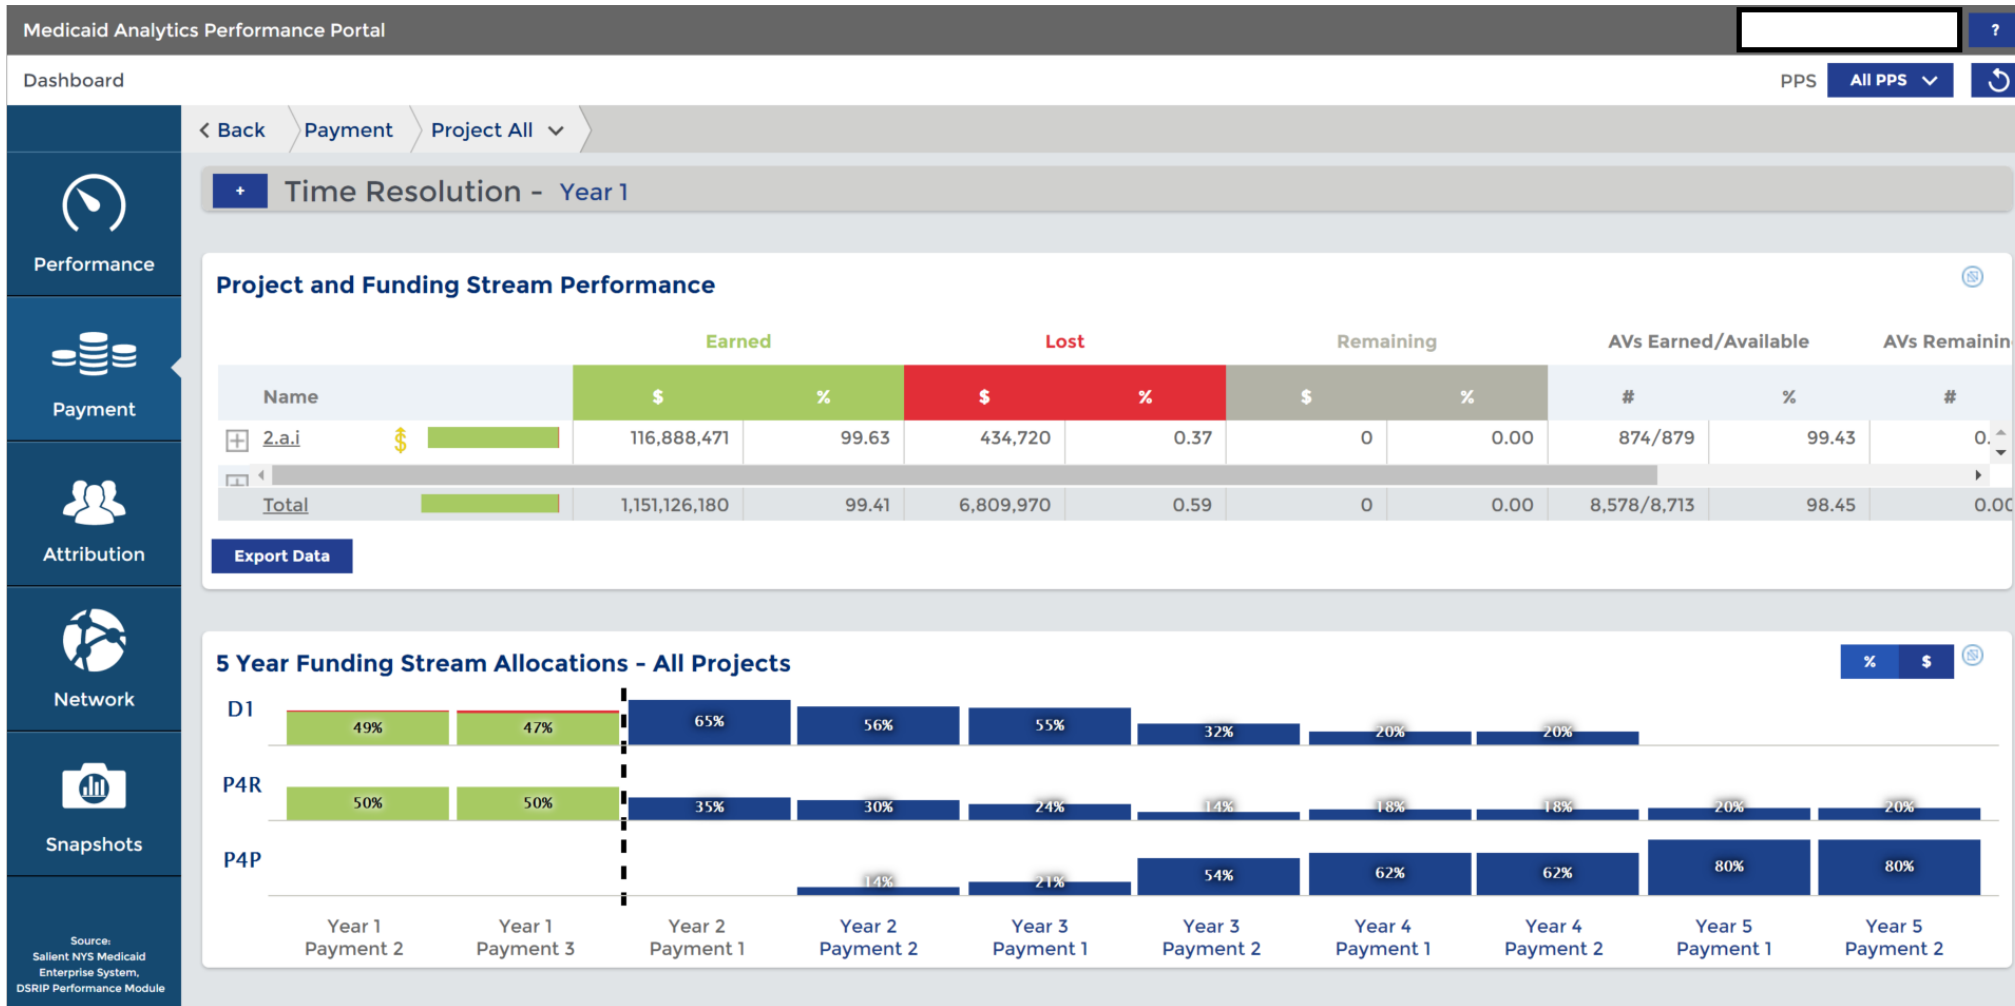 Medicaid Analytics Performance Portal
?
Dashboard
PPS All PPS
Back Payment Project All
+ Time Resolution - Year 1
Performance
Payment
Attribution
Network
Snapshots
Source:
Salient NYS Medicaid
Enterprise System,
DSRIP Performance Module
Project and Funding Stream Performance
Earned Lost Remaining AVs Earned/Available AVs Remainin
Name $ % $ % $ % # % #
2.a.i $ 116,888,471 99.63 434,720 0.37 0 0.00 874/879 99.43 0.
Total 1,151,126,180 99.41 6,809,970 0.59 0 0.00 8,578/8,713 98.45 0.00
Export Data
5 Year Funding Stream Allocations - All Projects
% $
D1 49% 47% 65% 56% 55% 32% 20% 20%
P4R 50% 50% 35% 30% 24% 14% 18% 18% 20% 20%
P4P 14% 21% 54% 62% 62% 80% 80%
Year 1 Year 1 Year 2 Year 2 Year 3 Year 3 Year 4 Year 4 Year 5 Year 5
Payment 2 Payment 3 Payment 1 Payment 2 Payment 1 Payment 2 Payment 1 Payment 2 Payment 1 Payment 2